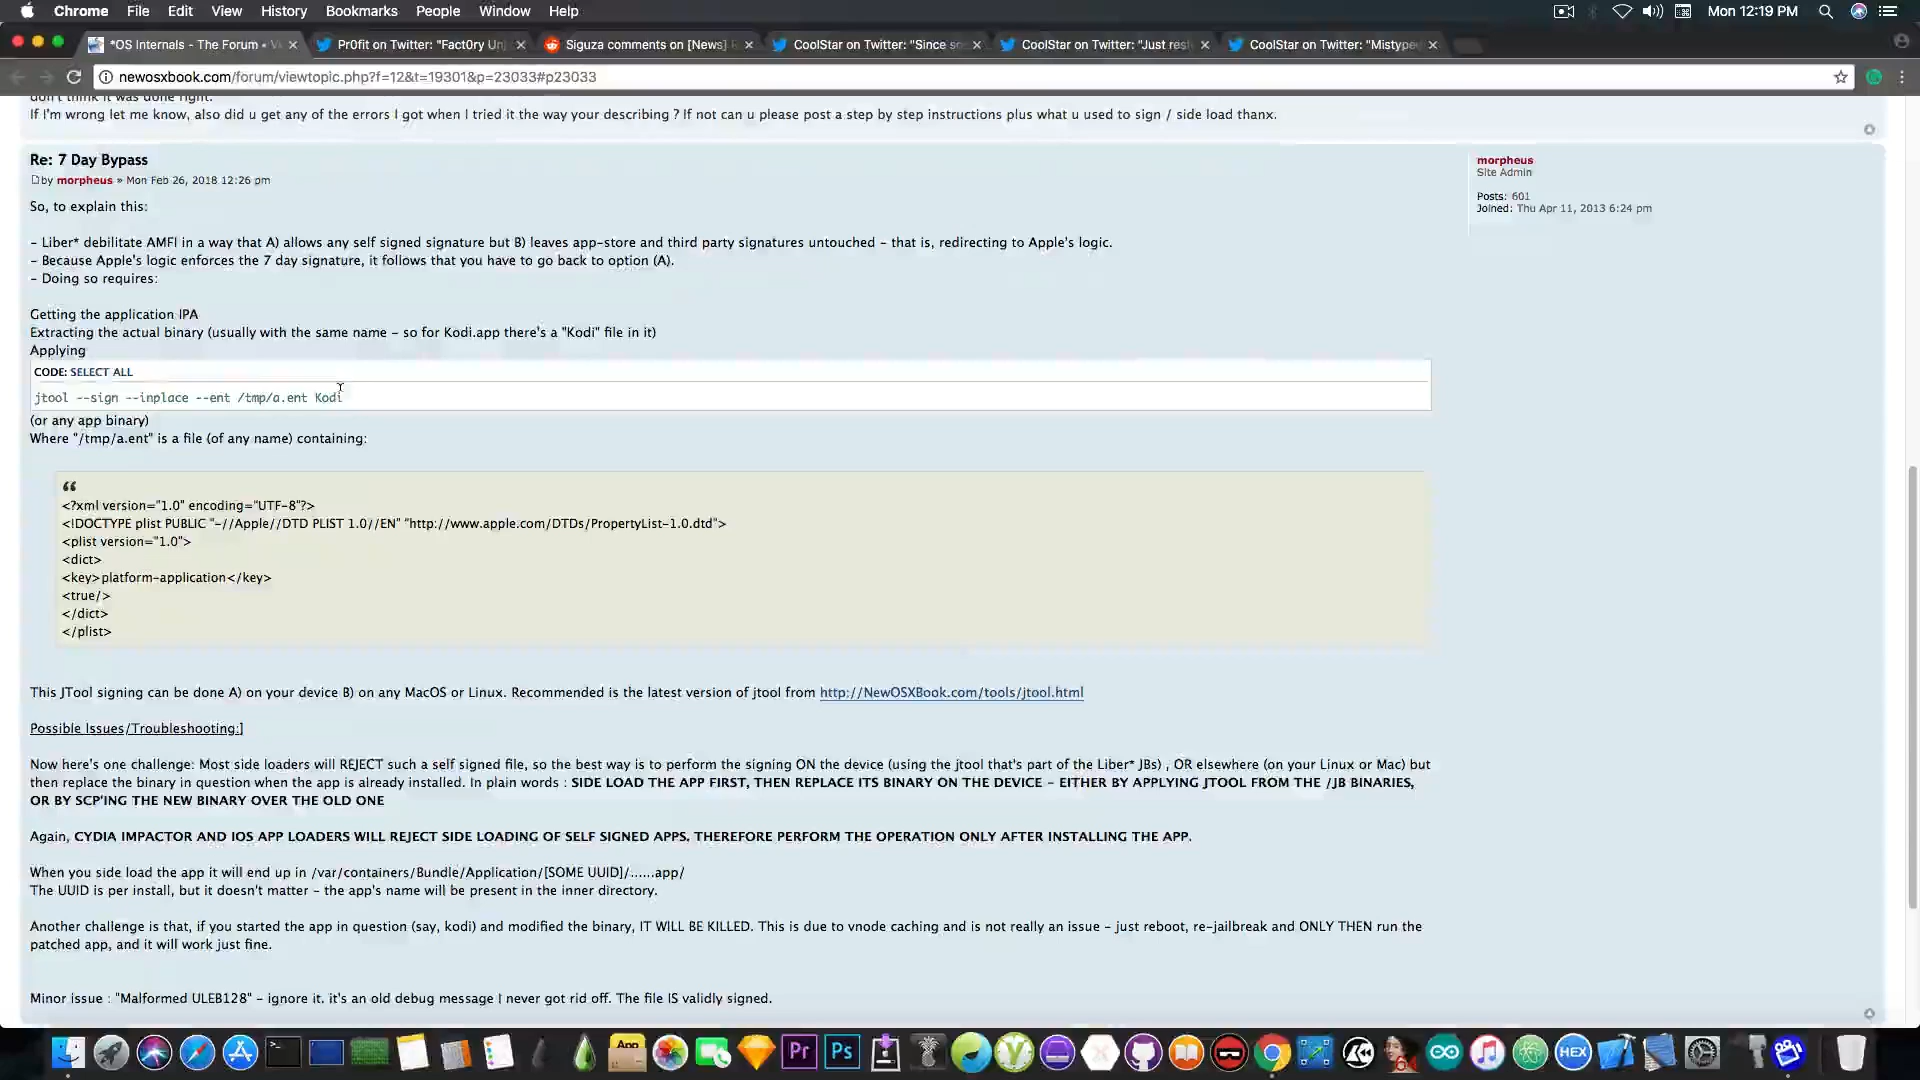 Chrome File Edit View History Bookmarks People Window Help Mon 12:19 PM
*OS Internals - The Forum • Vi
Pr0fit on Twitter: "Fact0ry Un
Siguza comments on [News]
CoolStar on Twitter: "Since so
CoolStar on Twitter: "Just rest
CoolStar on Twitter: "Mistyped
newosxbook.com/forum/viewtopic.php?f=12&t=19301&p=23033#p23033
don't think it was done right.
If I'm wrong let me know, also did u get any of the errors I got when I tried it the way your describing ? If not can u please post a step by step instructions plus what u used to sign / side load thanx.
Re: 7 Day Bypass
by morpheus » Mon Feb 26, 2018 12:26 pm
morpheus
Site Admin
Posts: 601
Joined: Thu Apr 11, 2013 6:24 pm
So, to explain this:
- Liber* debilitate AMFI in a way that A) allows any self signed signature but B) leaves app-store and third party signatures untouched - that is, redirecting to Apple's logic.
- Because Apple's logic enforces the 7 day signature, it follows that you have to go back to option (A).
- Doing so requires:
Getting the application IPA
Extracting the actual binary (usually with the same name - so for Kodi.app there's a "Kodi" file in it)
Applying
CODE: SELECT ALL
jtool --sign --inplace --ent /tmp/a.ent Kodi
(or any app binary)
Where "/tmp/a.ent" is a file (of any name) containing:
<?xml version="1.0" encoding="UTF-8"?>
<!DOCTYPE plist PUBLIC "-//Apple//DTD PLIST 1.0//EN" "http://www.apple.com/DTDs/PropertyList-1.0.dtd">
<plist version="1.0">
<dict>
<key>platform-application</key>
<true/>
</dict>
</plist>
This JTool signing can be done A) on your device B) on any MacOS or Linux. Recommended is the latest version of jtool from http://NewOSXBook.com/tools/jtool.html
Possible Issues/Troubleshooting:]
Now here's one challenge: Most side loaders will REJECT such a self signed file, so the best way is to perform the signing ON the device (using the jtool that's part of the Liber* JBs) , OR elsewhere (on your Linux or Mac) but
then replace the binary in question when the app is already installed. In plain words : SIDE LOAD THE APP FIRST, THEN REPLACE ITS BINARY ON THE DEVICE - EITHER BY APPLYING JTOOL FROM THE /JB BINARIES,
OR BY SCP'ING THE NEW BINARY OVER THE OLD ONE
Again, CYDIA IMPACTOR AND IOS APP LOADERS WILL REJECT SIDE LOADING OF SELF SIGNED APPS. THEREFORE PERFORM THE OPERATION ONLY AFTER INSTALLING THE APP.
When you side load the app it will end up in /var/containers/Bundle/Application/[SOME UUID]/......app/
The UUID is per install, but it doesn't matter - the app's name will be present in the inner directory.
Another challenge is that, if you started the app in question (say, kodi) and modified the binary, IT WILL BE KILLED. This is due to vnode caching and is not really an issue - just reboot, re-jailbreak and ONLY THEN run the
patched app, and it will work just fine.
Minor issue : "Malformed ULEB128" - ignore it. it's an old debug message I never got rid off. The file IS validly signed.
App
Pr
Ps
HEX